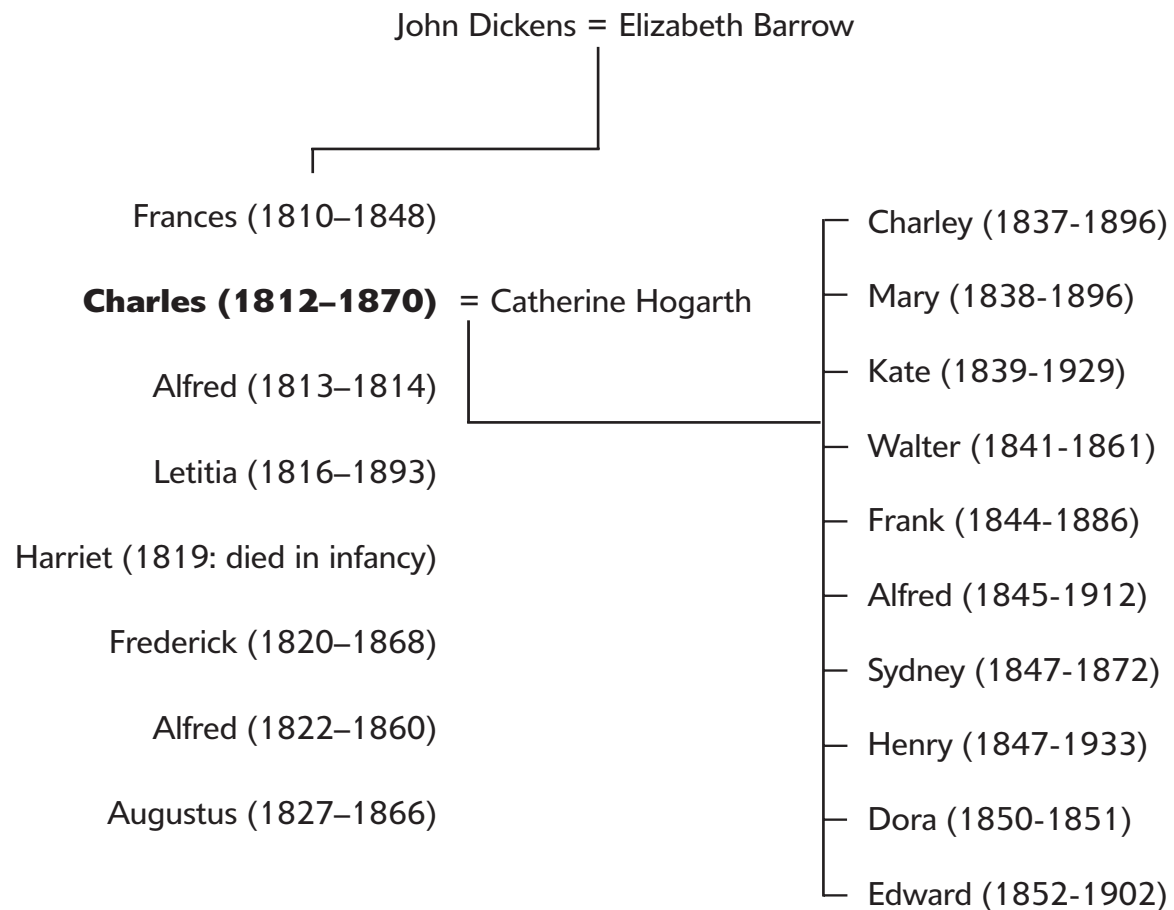 John Dickens = Elizabeth Barrow
Frances (1810–1848)
Charles (1812–1870) = Catherine Hogarth
Alfred (1813–1814)
Letitia (1816–1893)
Harriet (1819: died in infancy)
Frederick (1820–1868)
Alfred (1822–1860)
Augustus (1827–1866)
Charley (1837-1896)
Mary (1838-1896)
Kate (1839-1929)
Walter (1841-1861)
Frank (1844-1886)
Alfred (1845-1912)
Sydney (1847-1872)
Henry (1847-1933)
Dora (1850-1851)
Edward (1852-1902)